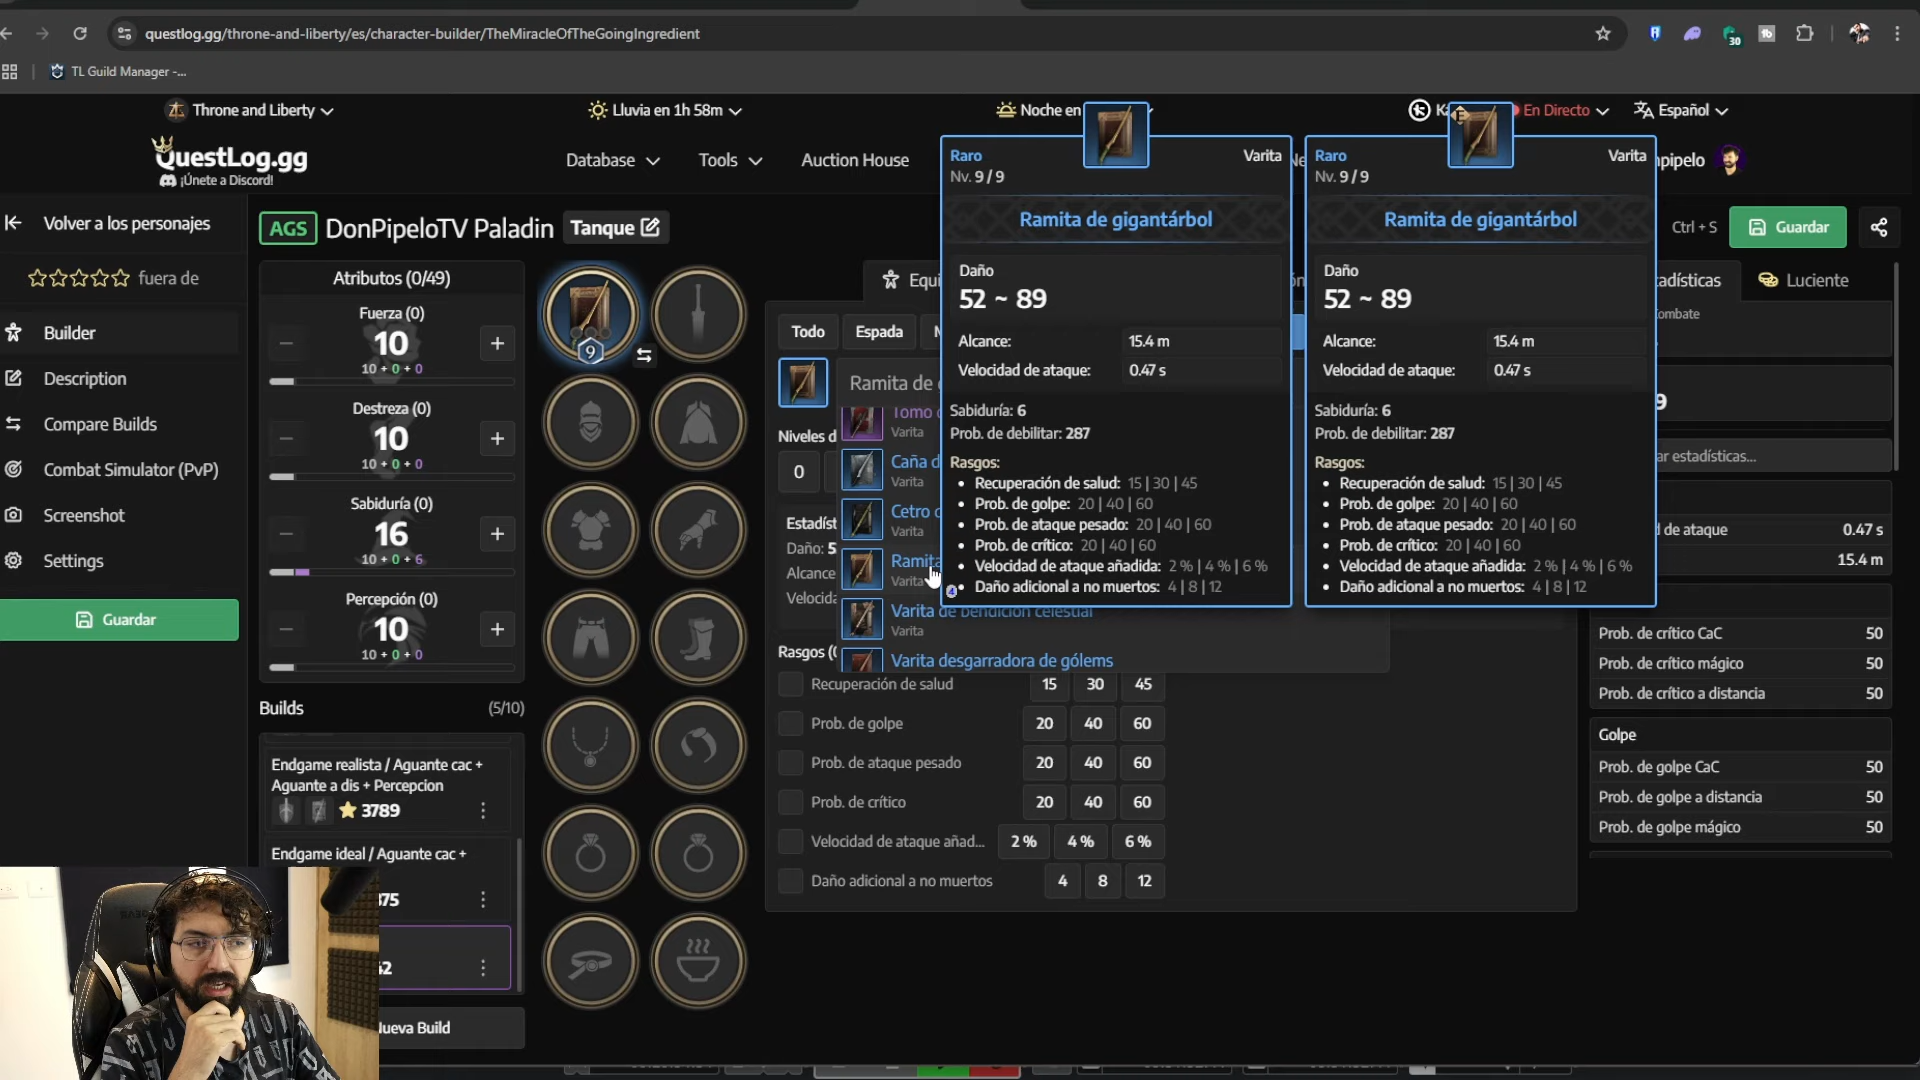 questlog.gg/throne-and-liberty/es/character-builder/TheMiracleOfTheGoingIngredient
30
TL Guild Manager -...
Throne and Liberty
Lluvia en 1h 58m
Noche en
En Directo
Español
QuestLog.gg
¡Únete a Discord!
Database
Tools
Auction House
Volver a los personajes
fuera de
Builder
Description
Compare Builds
Combat Simulator (PvP)
Screenshot
Settings
Guardar
AGS
DonPipeloTV Paladin
Tanque
Ctrl + S
Guardar
Atributos (0/49)
Fuerza (0)
10
10 + 0 + 0
Destreza (0)
10
10 + 0 + 0
Sabiduría (0)
16
10 + 0 + 6
Percepción (0)
10
10 + 0 + 0
Builds
(5/10)
Endgame realista / Aguante cac +
Aguante a dis + Percepcion
3789
Endgame ideal / Aguante cac +
9
Todo
Espada
Ramita de
Niveles d
0
Varita
Caña d
Varita
Cetro
Varita
Ramita
Varita
Varita de bendición celestial
Varita
Varita desgarradora de gólems
Daño:
Alcance
Velocida
Raro
Varita
Nv. 9 / 9
Ramita de gigantárbol
Daño
52 ~ 89
Alcance: 15.4 m
Velocidad de ataque: 0.47 s
Sabiduría: 6
Prob. de debilitar: 287
Rasgos:
• Recuperación de salud: 15 | 30 | 45
• Prob. de golpe: 20 | 40 | 60
• Prob. de ataque pesado: 20 | 40 | 60
• Prob. de crítico: 20 | 40 | 60
• Velocidad de ataque añadida: 2 % | 4 % | 6 %
• Daño adicional a no muertos: 4 | 8 | 12
Raro
Varita
Nv. 9 / 9
Ramita de gigantárbol
Daño
52 ~ 89
Alcance: 15.4 m
Velocidad de ataque: 0.47 s
Sabiduría: 6
Prob. de debilitar: 287
Rasgos:
• Recuperación de salud: 15 | 30 | 45
• Prob. de golpe: 20 | 40 | 60
• Prob. de ataque pesado: 20 | 40 | 60
• Prob. de crítico: 20 | 40 | 60
• Velocidad de ataque añadida: 2 % | 4 % | 6 %
• Daño adicional a no muertos: 4 | 8 | 12
Recuperación de salud 15 30 45
Prob. de golpe 20 40 60
Prob. de ataque pesado 20 40 60
Prob. de crítico 20 40 60
Velocidad de ataque añad... 2 % 4 % 6 %
Daño adicional a no muertos 4 8 12
Luciente
0.47 s
15.4 m
Prob. de crítico CaC 50
Prob. de crítico mágico 50
Prob. de crítico a distancia 50
Golpe
Prob. de golpe CaC 50
Prob. de golpe a distancia 50
Prob. de golpe mágico 50